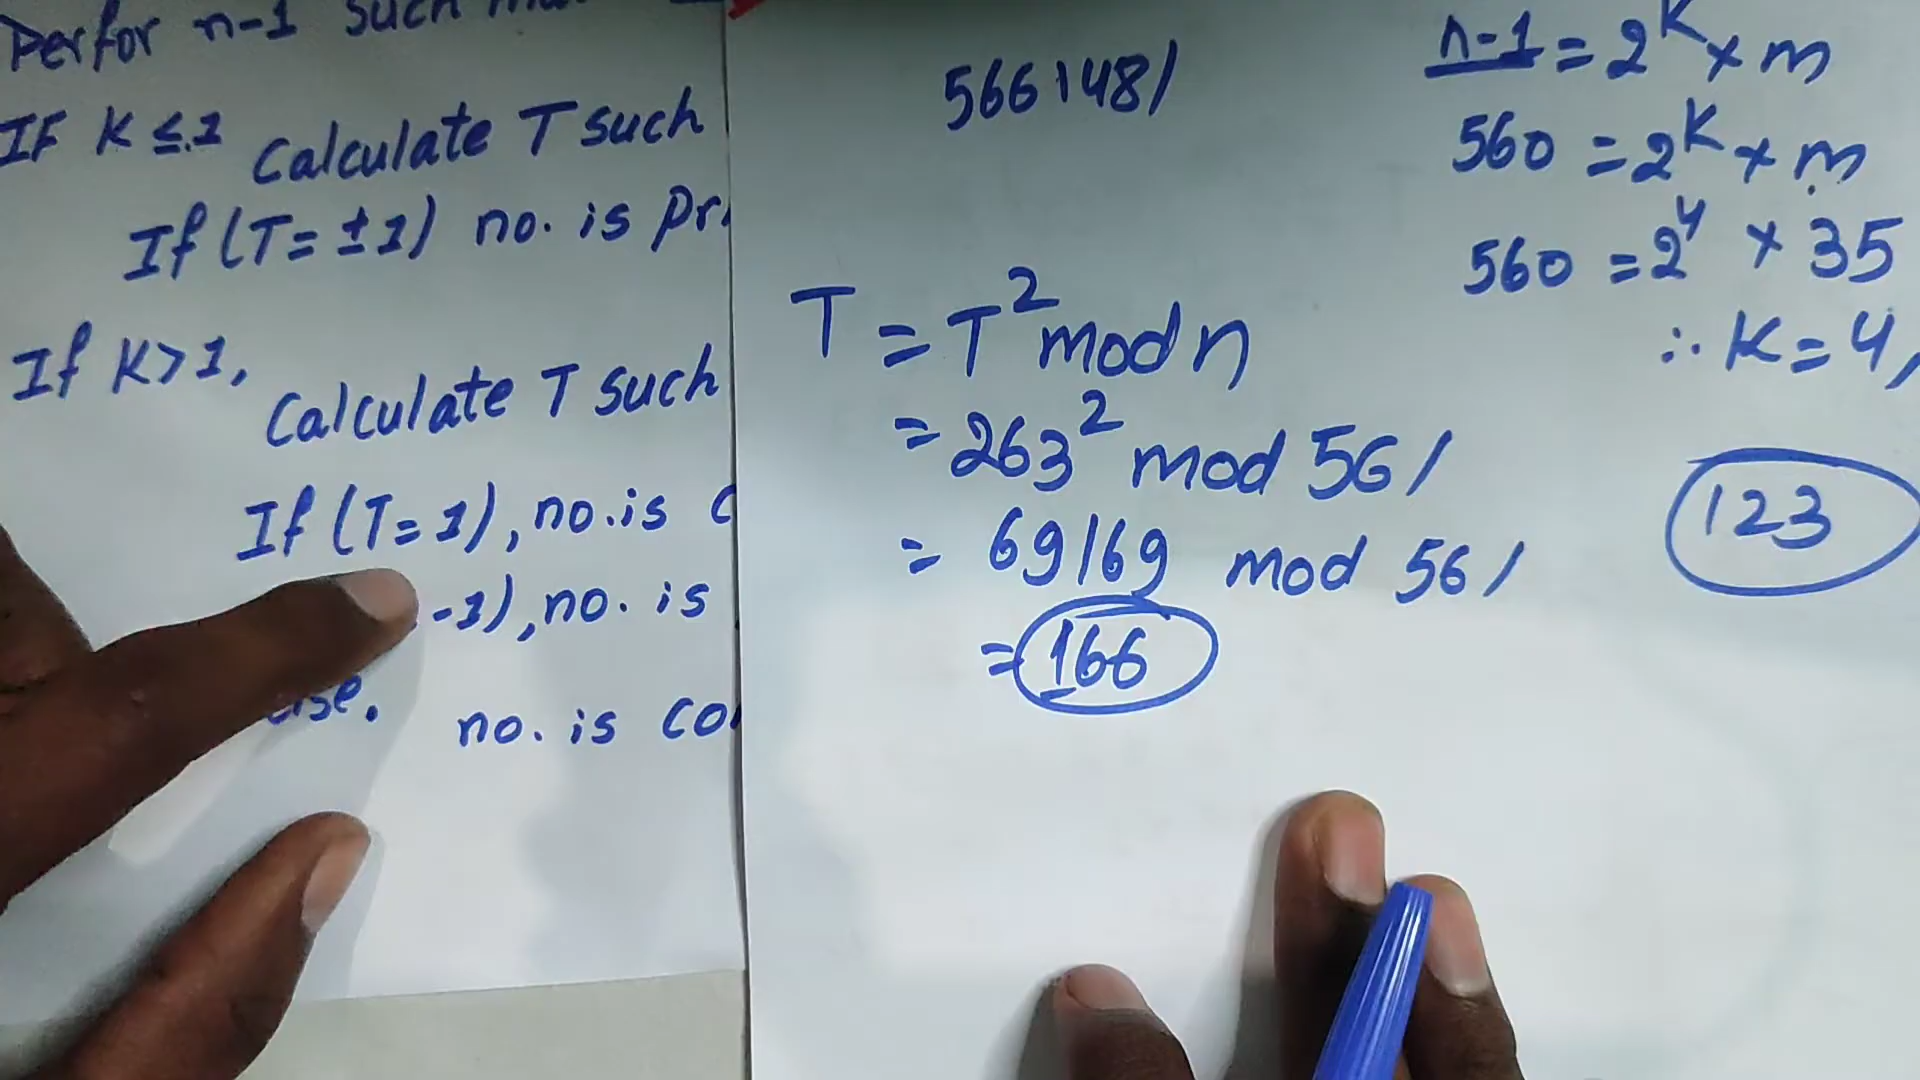 Perfor n-1 such
IF K ≤ 1 Calculate T such
If (T = ±1) no. is pr
If K > 1,
Calculate T such
If (T = 1), no. is c
-1), no. is
no. is co
561
n-1 = 2^K × m
560 = 2^K × m
560 = 2^4 × 35
∴ K = 4,
T = T² mod n
= 263² mod 561
= 69169 mod 561
= 166
123